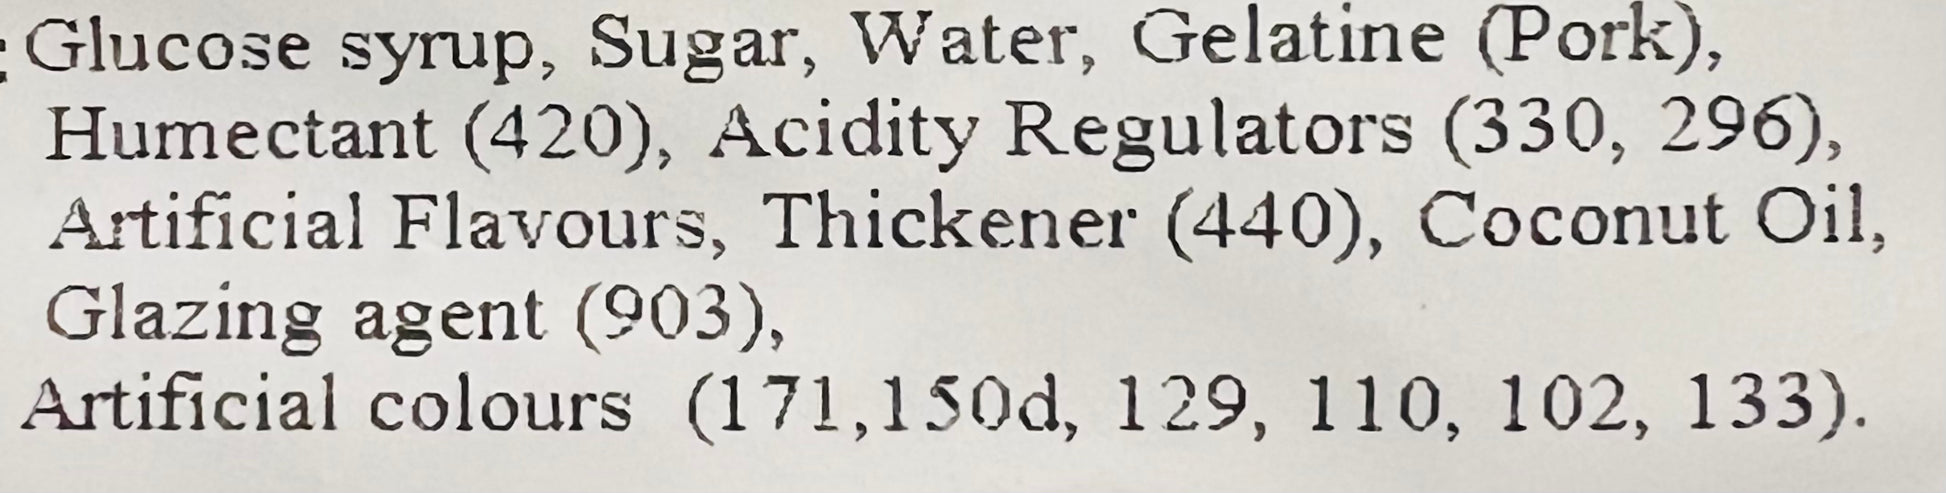 : Glucose syrup, Sugar, Water, Gelatine (Pork),
Humectant (420), Acidity Regulators (330, 296),
Artificial Flavours, Thickener (440), Coconut Oil,
Glazing agent (903),
Artificial colours (171,150d, 129, 110, 102, 133).